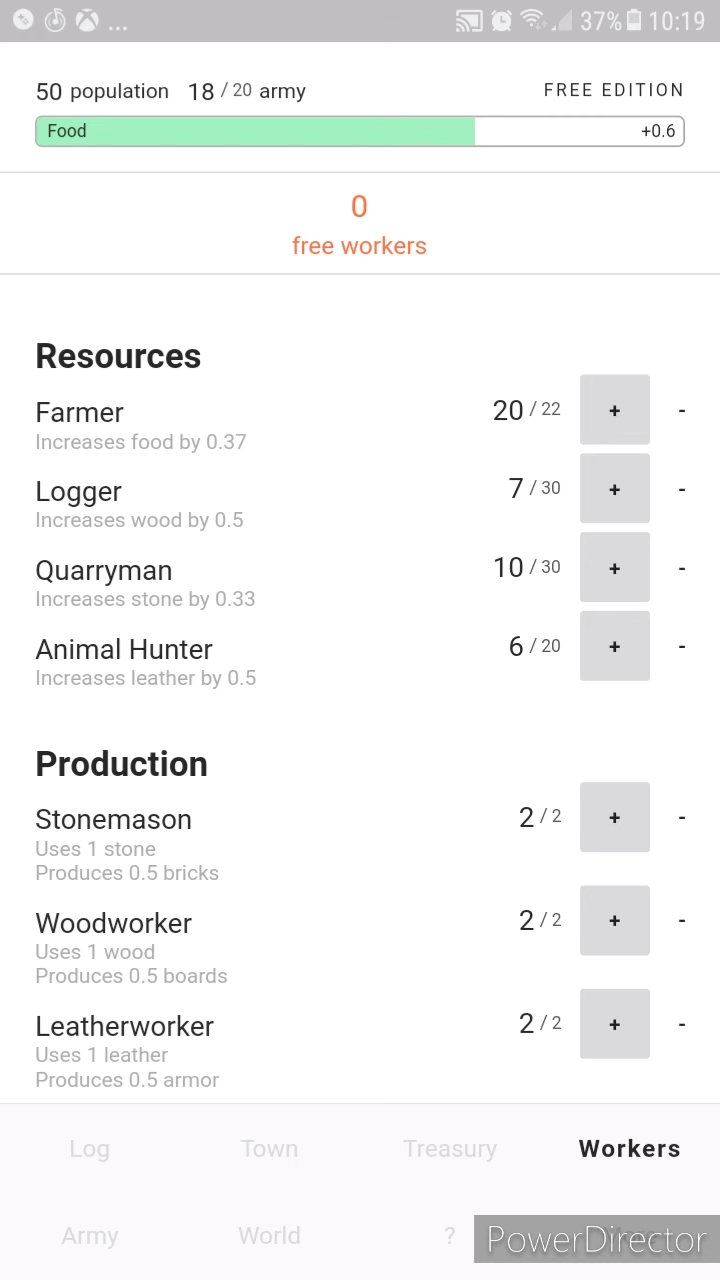 ... 37% 10:19
50 population 18 / 20 army FREE EDITION
Food +0.6
0
free workers
Resources
Farmer 20 / 22 + -
Increases food by 0.37
Logger 7 / 30 + -
Increases wood by 0.5
Quarryman 10 / 30 + -
Increases stone by 0.33
Animal Hunter 6 / 20 + -
Increases leather by 0.5
Production
Stonemason 2 / 2 + -
Uses 1 stone
Produces 0.5 bricks
Woodworker 2 / 2 + -
Uses 1 wood
Produces 0.5 boards
Leatherworker 2 / 2 + -
Uses 1 leather
Produces 0.5 armor
Log Town Treasury Workers
Army World ?
PowerDirector